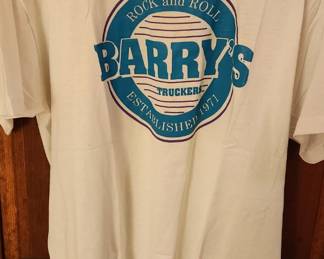 ROCK and ROLL
BARRY'S
TRUCKERS
ESTABLISHED 1971